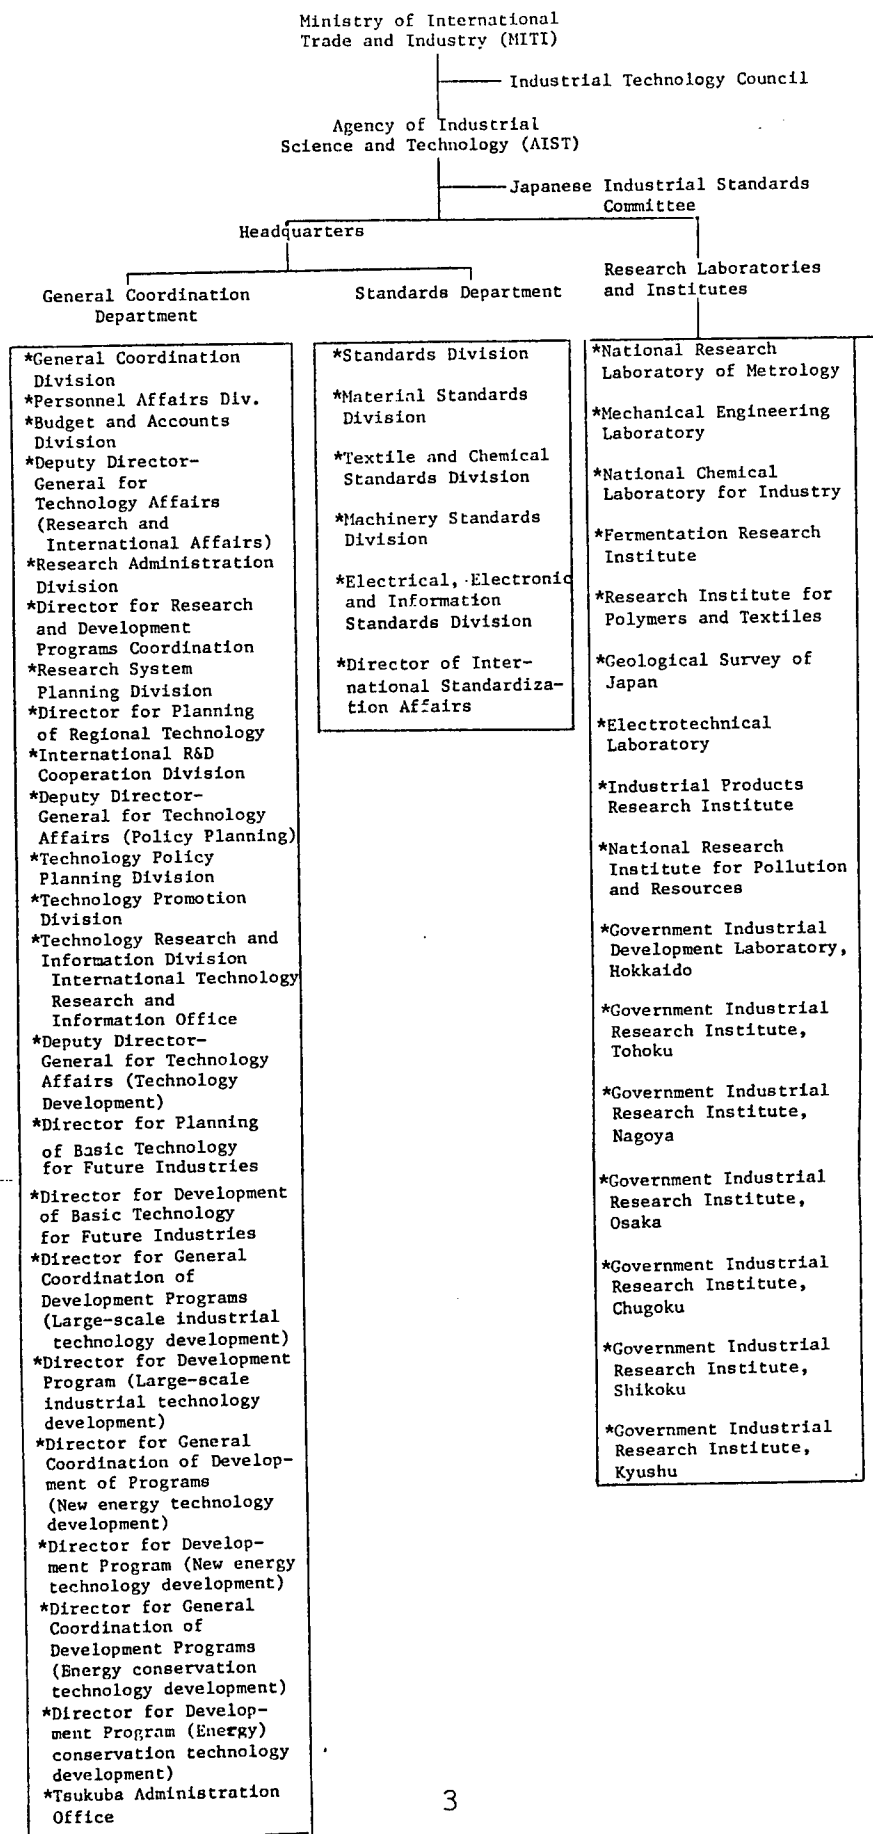 Ministry of International
Trade and Industry (MITI)
Industrial Technology Council
Agency of Industrial
Science and Technology (AIST)
Japanese Industrial Standards
Committee
Headquarters
General Coordination
Department
*General Coordination
Division
*Personnel Affairs Div.
*Budget and Accounts
Division
*Deputy Director-
General for
Technology Affairs
(Research and
International Affairs)
*Research Administration
Division
*Director for Research
and Development
Programs Coordination
*Research System
Planning Division
*Director for Planning
of Regional Technology
*International R&D
Cooperation Division
*Deputy Director-
General for Technology
Affairs (Policy Planning)
*Technology Policy
Planning Division
*Technology Promotion
Division
*Technology Research and
Information Division
International Technology
Research and
Information Office
*Deputy Director-
General for Technology
Affairs (Technology
Development)
*Director for Planning
of Basic Technology
for Future Industries
*Director for Development
of Basic Technology
for Future Industries
*Director for General
Coordination of
Development Programs
(Large-scale industrial
technology development)
*Director for Development
Program (Large-scale
industrial technology
development)
*Director for General
Coordination of Develop-
ment of Programs
(New energy technology
development)
*Director for Develop-
ment Program (New energy
technology development)
*Director for General
Coordination of
Development Programs
(Energy conservation
technology development)
*Director for Develop-
ment Program (Energy)
conservation technology
development)
*Tsukuba Administration
Office
Standards Department
*Standards Division
*Material Standards
Division
*Textile and Chemical
Standards Division
*Machinery Standards
Division
*Electrical, Electronic
and Information
Standards Division
*Director of Inter-
national Standardiza-
tion Affairs
Research Laboratories
and Institutes
*National Research
Laboratory of Metrology
*Mechanical Engineering
Laboratory
*National Chemical
Laboratory for Industry
*Fermentation Research
Institute
*Research Institute for
Polymers and Textiles
*Geological Survey of
Japan
*Electrotechnical
Laboratory
*Industrial Products
Research Institute
*National Research
Institute for Pollution
and Resources
*Government Industrial
Development Laboratory,
Hokkaido
*Government Industrial
Research Institute,
Tohoku
*Government Industrial
Research Institute,
Nagoya
*Government Industrial
Research Institute,
Osaka
*Government Industrial
Research Institute,
Chugoku
*Government Industrial
Research Institute,
Shikoku
*Government Industrial
Research Institute,
Kyushu
3